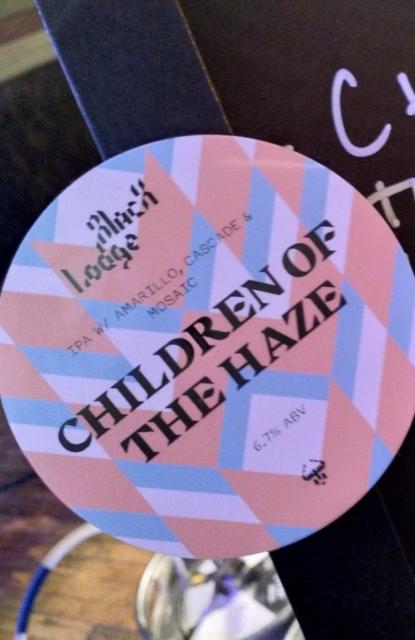 Black
Lodge
IPA W/ AMARILLO, CASCADE &
MOSAIC
CHILDREN OF
THE HAZE
6.7% ABV